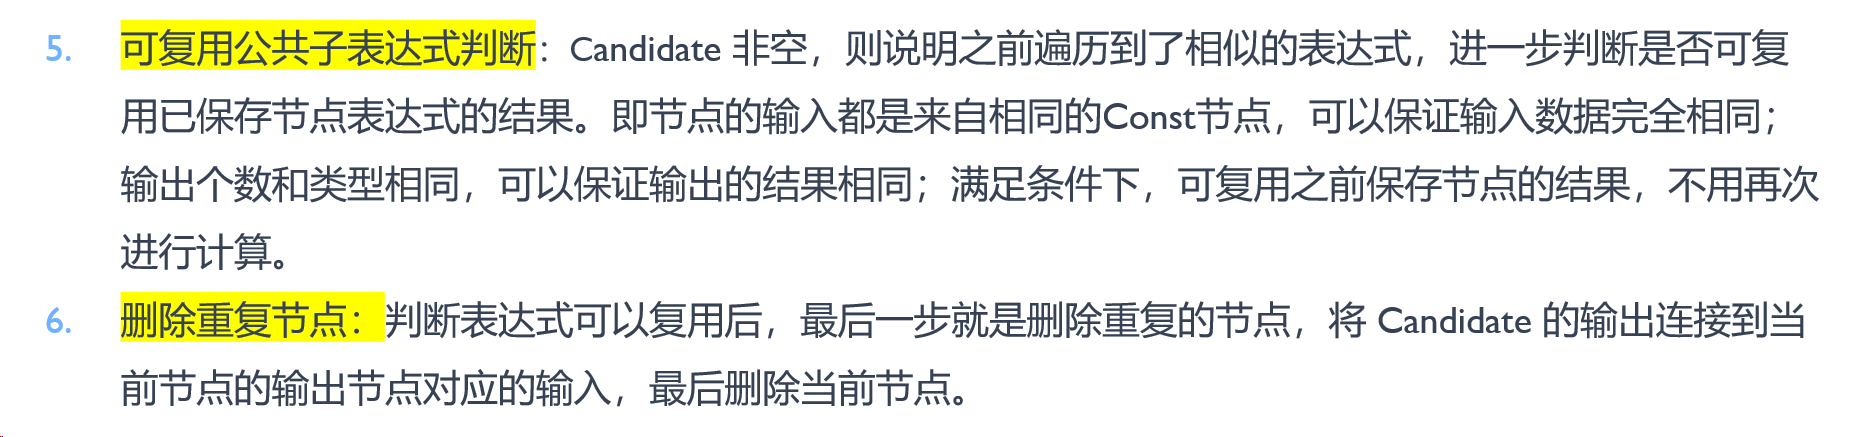 5. 可复用公共子表达式判断：Candidate 非空，则说明之前遍历到了相似的表达式，进一步判断是否可复
用已保存节点表达式的结果。即节点的输入都是来自相同的Const节点，可以保证输入数据完全相同；
输出个数和类型相同，可以保证输出的结果相同；满足条件下，可复用之前保存节点的结果，不用再次
进行计算。
6. 删除重复节点：判断表达式可以复用后，最后一步就是删除重复的节点，将 Candidate 的输出连接到当
前节点的输出节点对应的输入，最后删除当前节点。